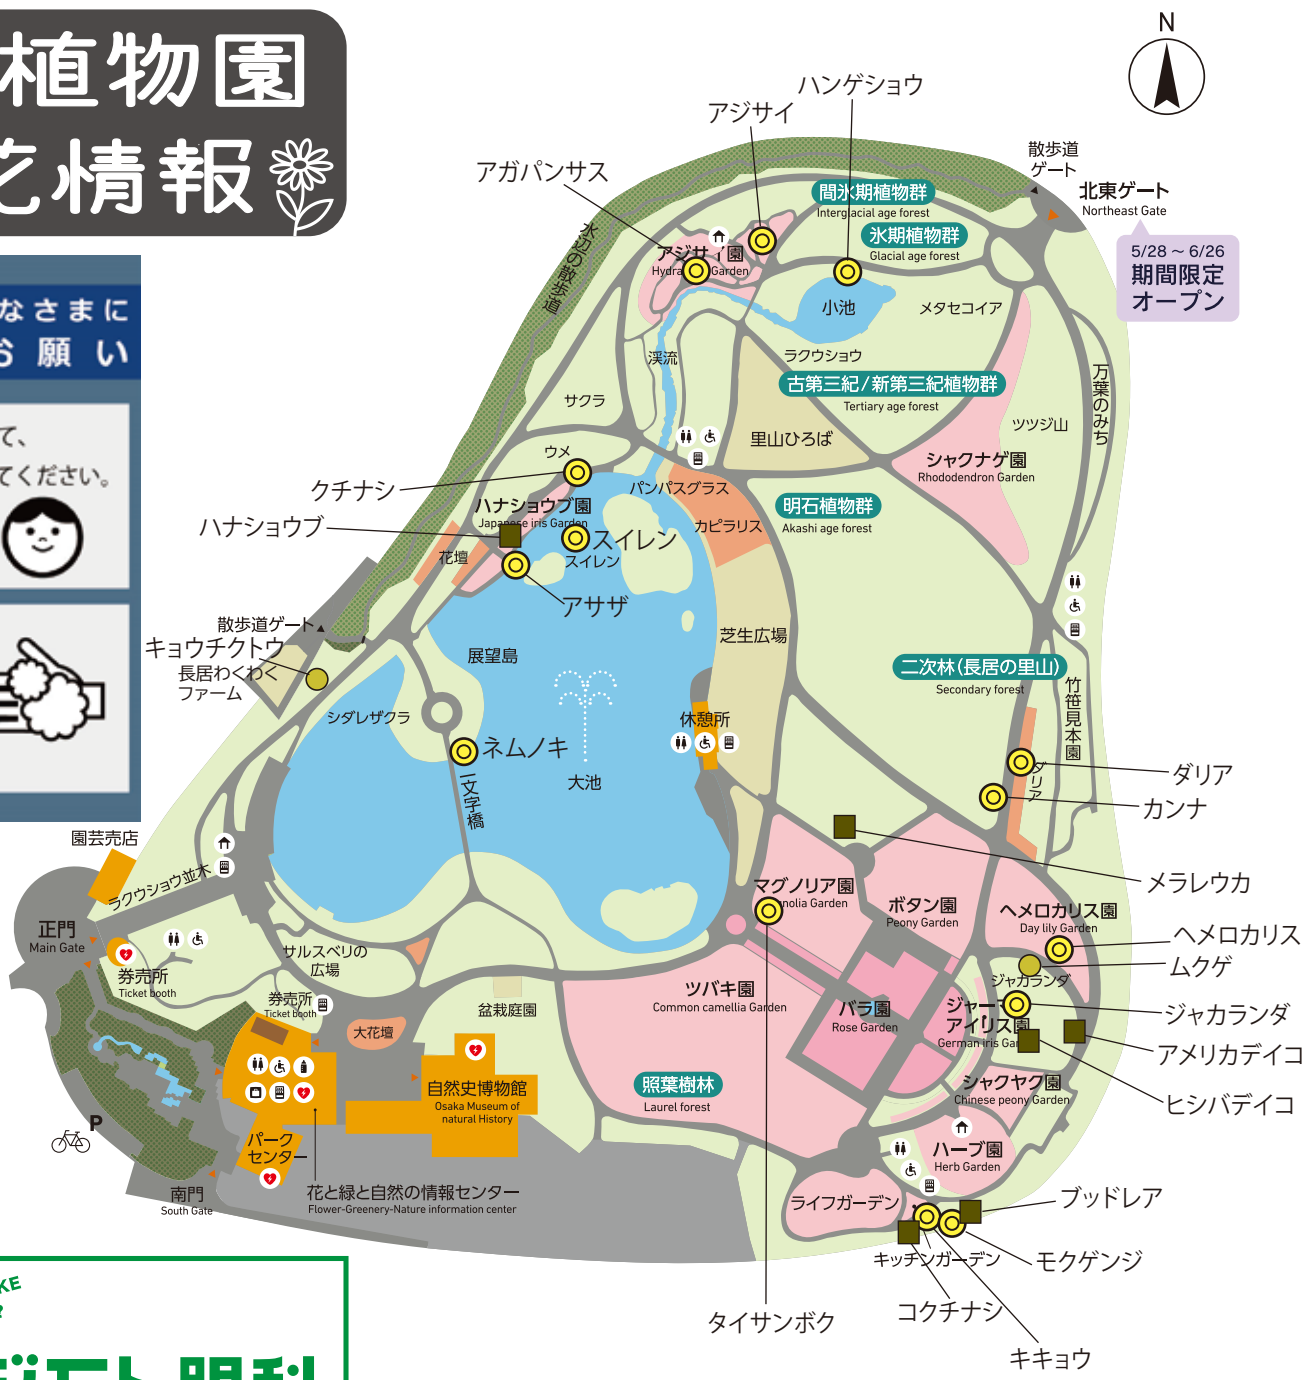 植物園
花情報
なさまに
お願い
て、
てください。
N
ハンゲショウ
アジサイ
アガパンサス
散歩道
ゲート
北東ゲート
Northeast Gate
5/28～6/26
期間限定
オープン
間氷期植物群
Interglacial age forest
氷期植物群
Glacial age forest
水辺の散歩道
アジサイ園
Hydra Garden
小池
メタセコイア
渓流
ラクウショウ
古第三紀/新第三紀植物群
Tertiary age forest
万葉のみち
サクラ
ツツジ山
里山ひろば
ウメ
シャクナゲ園
Rhododendron Garden
クチナシ
パンパスグラス
ハナショウブ園
Japanese iris Garden
明石植物群
Akashi age forest
ハナショウブ
カピラリス
スイレン
スイレン
花壇
アサザ
散歩道ゲート
キョウチクトウ
長居わくわく
ファーム
展望島
芝生広場
二次林(長居の里山)
Secondary forest
竹笹見本園
シダレザクラ
休憩所
ネムノキ
大池
一文字橋
ダリア
ダリア
カンナ
園芸売店
ラクウショウ並木
メラレウカ
マグノリア園
nolia Garden
ボタン園
Peony Garden
ヘメロカリス園
Day lily Garden
正門
Main Gate
ヘメロカリス
ムクゲ
サルスベリの
広場
券売所
Ticket booth
券売所
Ticket booth
ジャカランダ
ツバキ園
Common camellia Garden
盆栽庭園
バラ園
Rose Garden
ジャー
アイリス園
German iris Gar
ジャカランダ
大花壇
アメリカデイコ
自然史博物館
Osaka Museum of
natural History
照葉樹林
Laurel forest
シャクヤク園
Chinese peony Garden
ヒシバデイコ
P
パーク
センター
ハーブ園
Herb Garden
南門
South Gate
花と緑と自然の情報センター
Flower-Greenery-Nature information center
ライフガーデン
ブッドレア
キッチンガーデン
モクゲンジ
コクチナシ
タイサンボク
キキョウ
KE